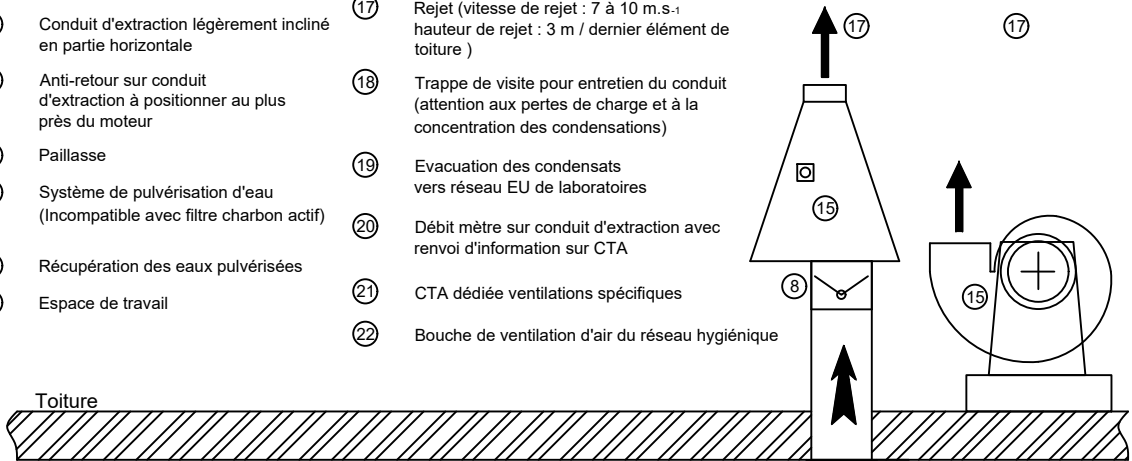 Conduit d'extraction légèrement incliné
en partie horizontale
Anti-retour sur conduit
d'extraction à positionner au plus
près du moteur
Paillasse
Système de pulvérisation d'eau
(Incompatible avec filtre charbon actif)
Récupération des eaux pulvérisées
Espace de travail
17 Rejet (vitesse de rejet : 7 à 10 m.s-1
hauteur de rejet : 3 m / dernier élément de
toiture )
18 Trappe de visite pour entretien du conduit
(attention aux pertes de charge et à la
concentration des condensations)
19 Evacuation des condensats
vers réseau EU de laboratoires
20 Débit mètre sur conduit d'extraction avec
renvoi d'information sur CTA
21 CTA dédiée ventilations spécifiques
22 Bouche de ventilation d'air du réseau hygiénique
17
17
15
8
15
Toiture